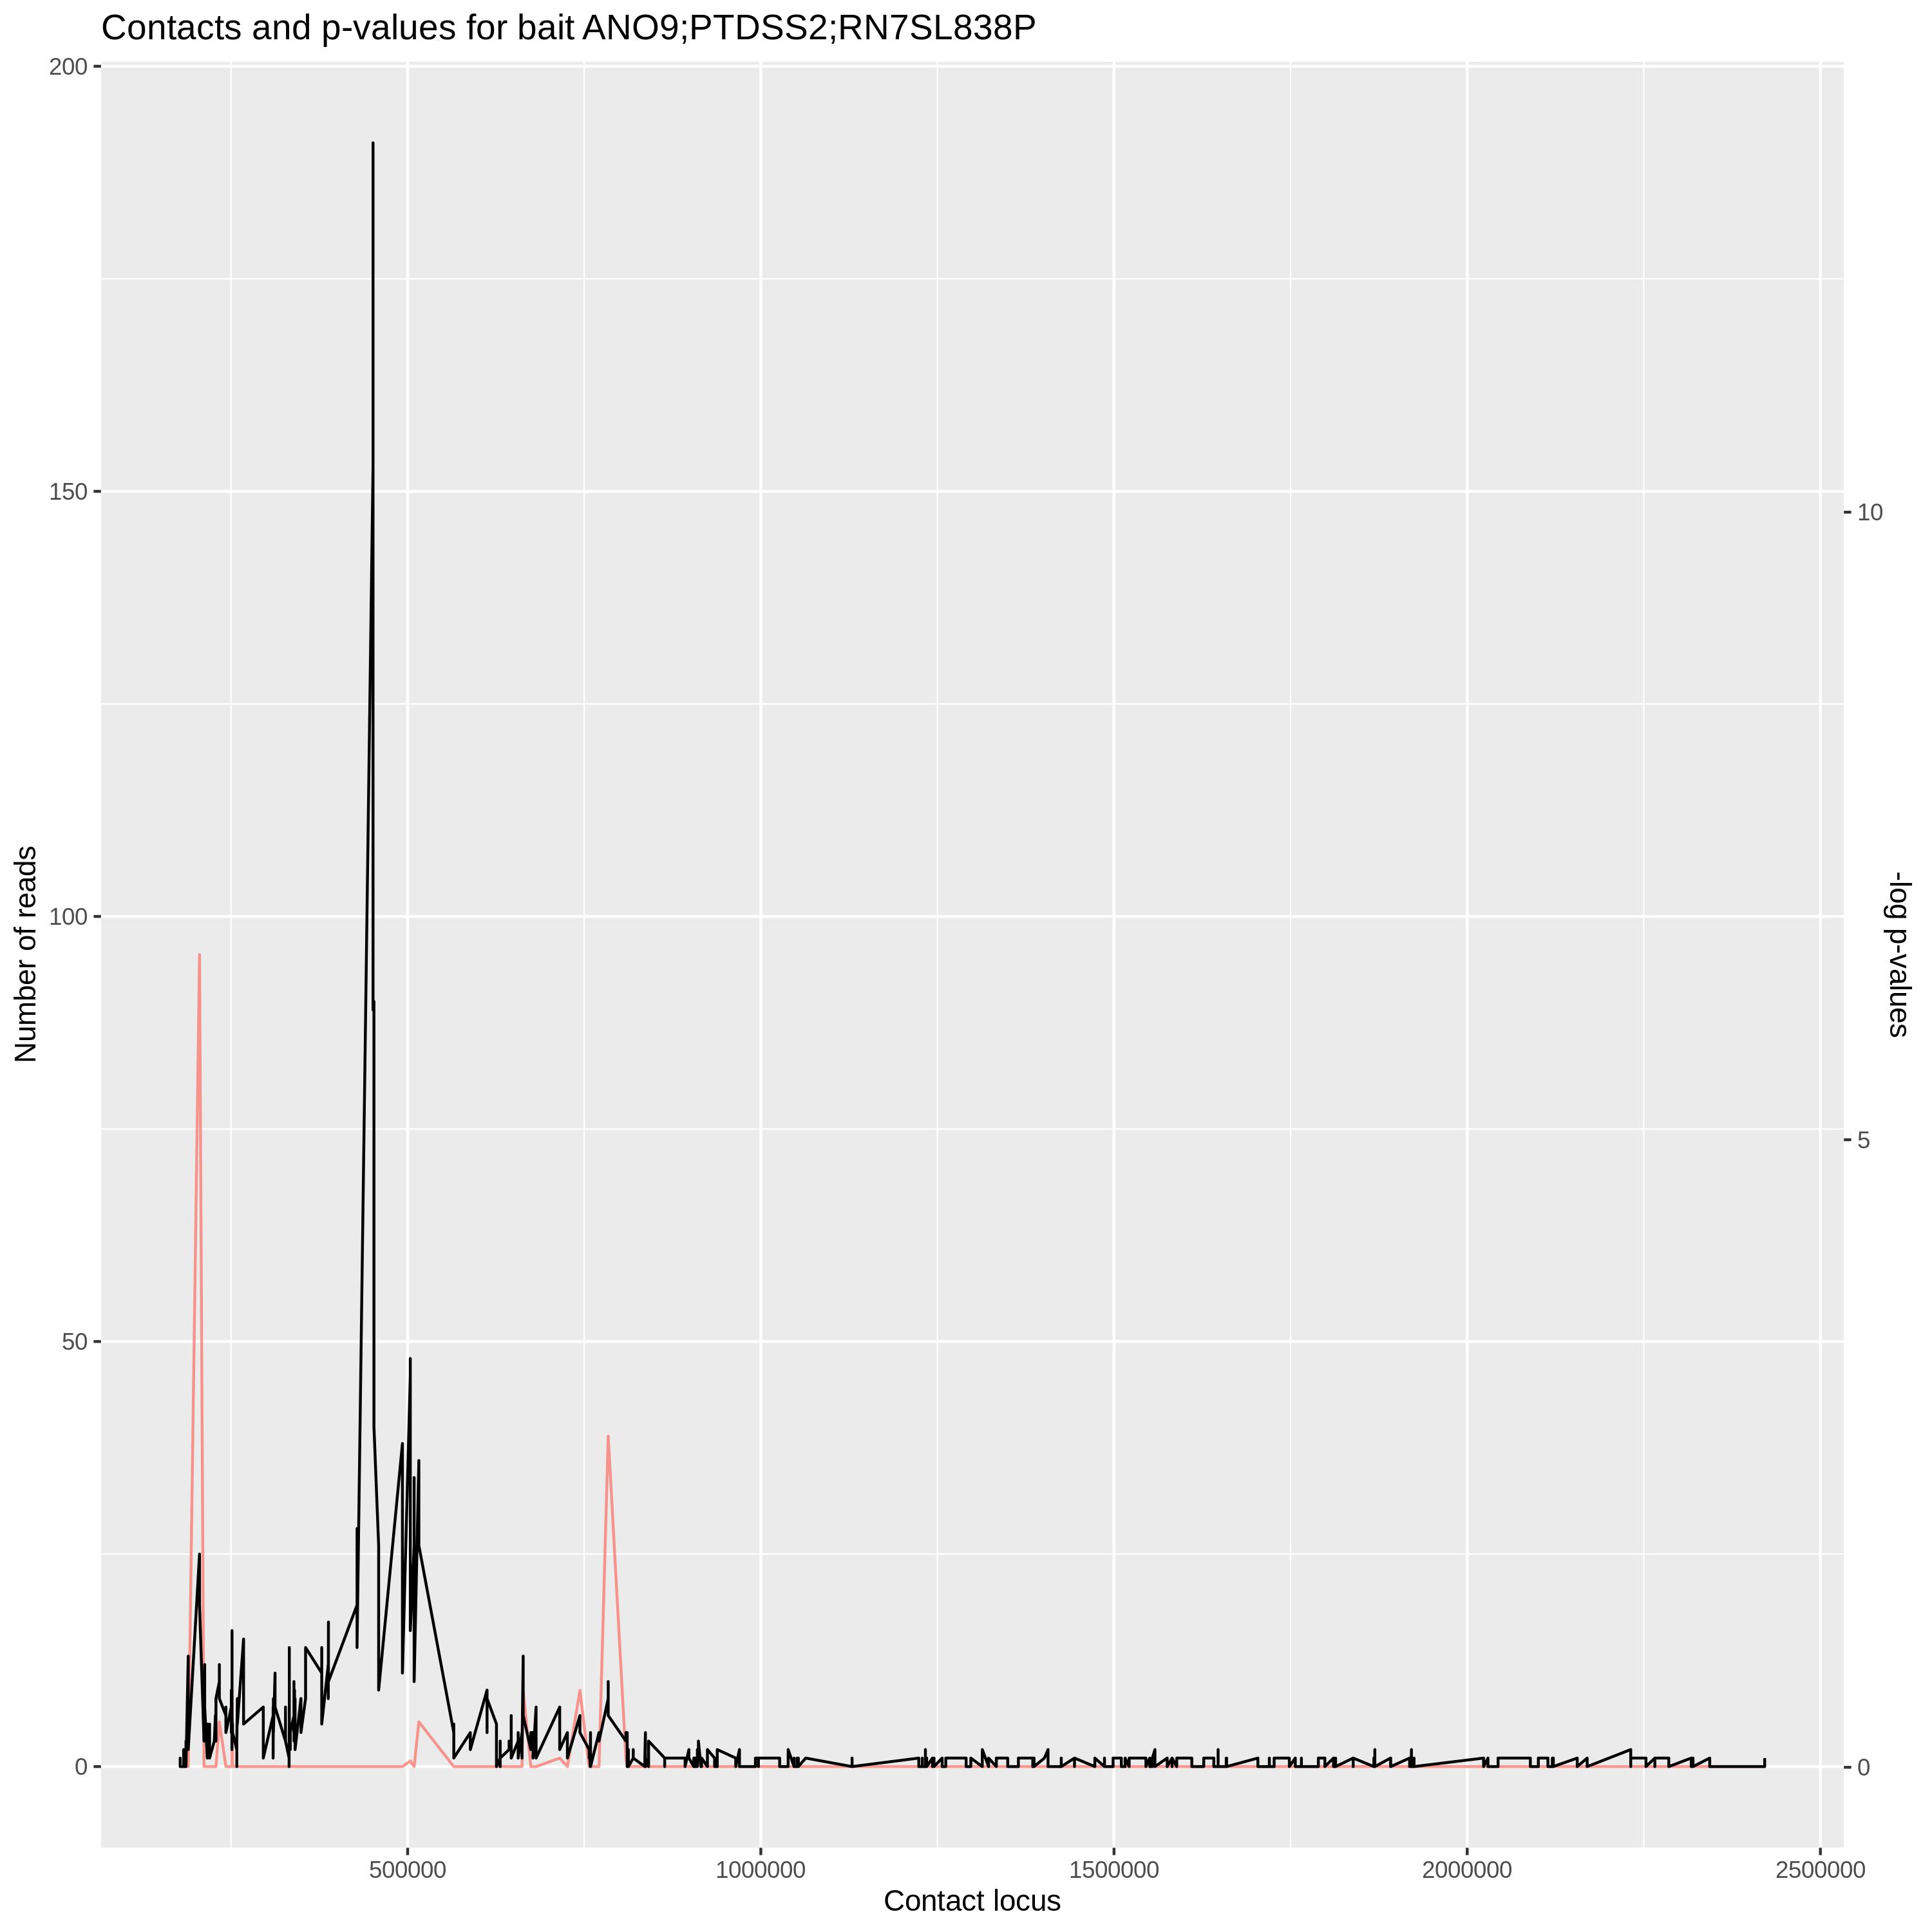 Contacts and p-values for bait ANO9;PTDSS2;RN7SL838P
200
150
100
50
0
Number of reads
10
5
0
-log p-values
500000 1000000 1500000 2000000 2500000
Contact locus